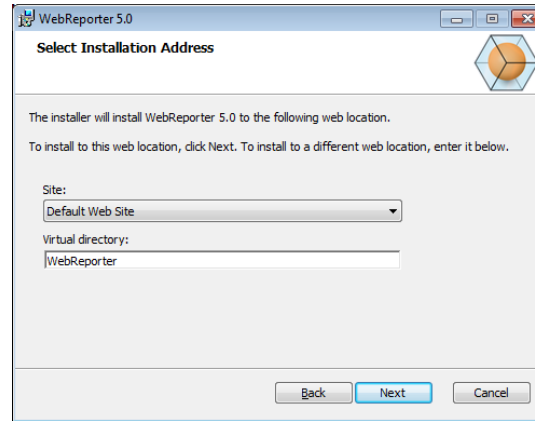 WebReporter 5.0
Select Installation Address
The installer will install WebReporter 5.0 to the following web location.
To install to this web location, click Next. To install to a different web location, enter it below.
Site:
Default Web Site
Virtual directory:
WebReporter
Back Next Cancel